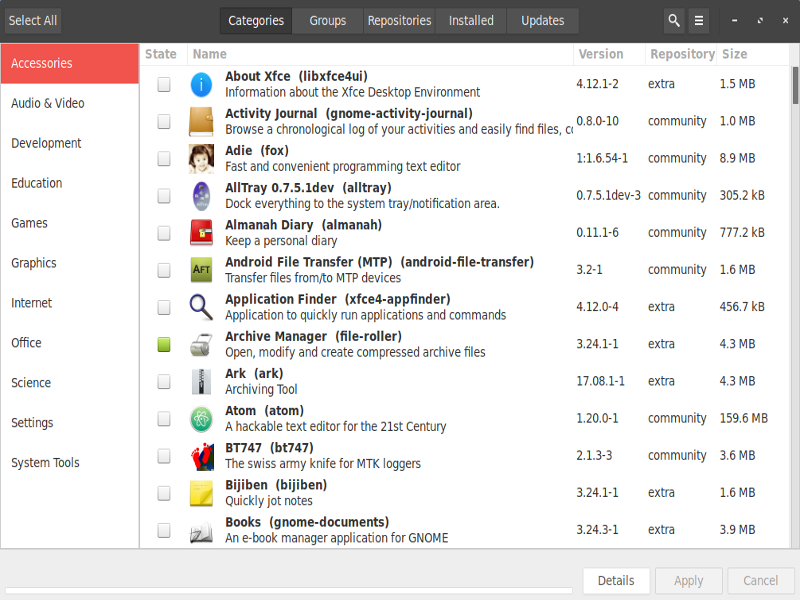 Select All
Categories
Groups
Repositories
Installed
Updates
Accessories
Audio & Video
Development
Education
Games
Graphics
Internet
Office
Science
Settings
System Tools
State Name Version Repository Size
About Xfce (libxfce4ui)
Information about the Xfce Desktop Environment
4.12.1-2 extra 1.5 MB
Activity Journal (gnome-activity-journal)
Browse a chronological log of your activities and easily find files, cc
0.8.0-10 community 1.0 MB
Adie (fox)
Fast and convenient programming text editor
1:1.6.54-1 community 8.9 MB
AllTray 0.7.5.1dev (alltray)
Dock everything to the system tray/notification area.
0.7.5.1dev-3 community 305.2 kB
Almanah Diary (almanah)
Keep a personal diary
0.11.1-6 community 777.2 kB
AFT
Android File Transfer (MTP) (android-file-transfer)
Transfer files from/to MTP devices
3.2-1 community 1.6 MB
Application Finder (xfce4-appfinder)
Application to quickly run applications and commands
4.12.0-4 extra 456.7 kB
Archive Manager (file-roller)
Open, modify and create compressed archive files
3.24.1-1 extra 4.3 MB
Ark (ark)
Archiving Tool
17.08.1-1 extra 4.3 MB
Atom (atom)
A hackable text editor for the 21st Century
1.20.0-1 community 159.6 MB
BT747 (bt747)
The swiss army knife for MTK loggers
2.1.3-3 community 3.6 MB
Bijiben (bijiben)
Quickly jot notes
3.24.1-1 extra 1.6 MB
Books (gnome-documents)
An e-book manager application for GNOME
3.24.3-1 extra 3.9 MB
Details
Apply
Cancel